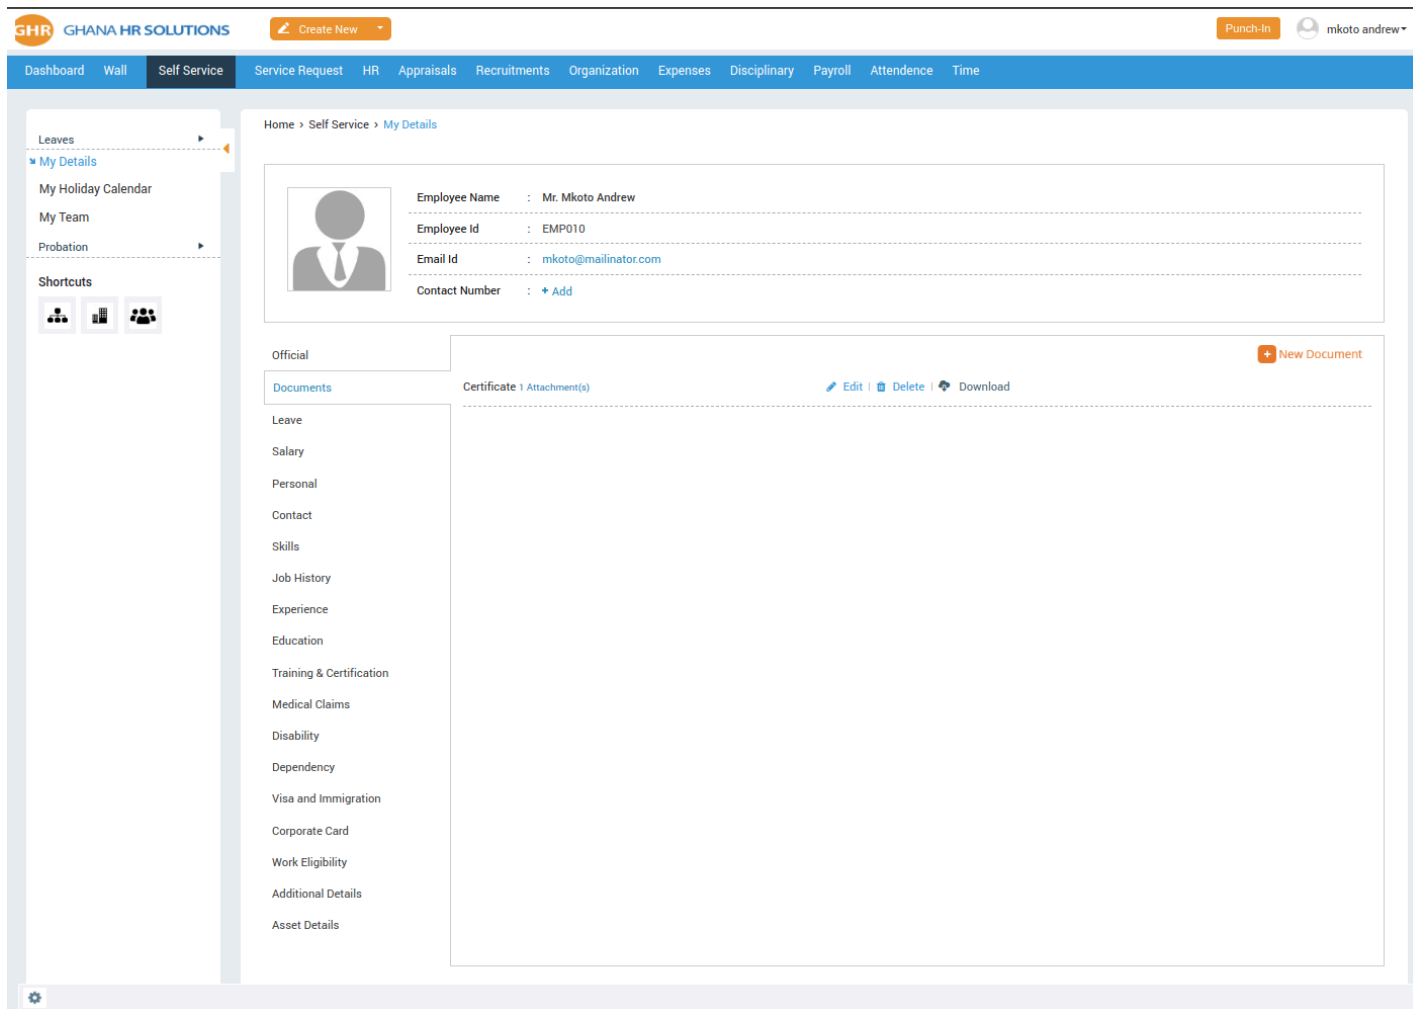 GHR GHANA HR SOLUTIONS Create New Punch-In mkoto andrew
Dashboard Wall Self Service Service Request HR Appraisals Recruitments Organization Expenses Disciplinary Payroll Attendence Time
Leaves
My Details
My Holiday Calendar
My Team
Probation
Shortcuts
Home › Self Service › My Details
Employee Name : Mr. Mkoto Andrew
Employee Id : EMP010
Email Id : mkoto@mailinator.com
Contact Number : + Add
Official
Documents
Leave
Salary
Personal
Contact
Skills
Job History
Experience
Education
Training & Certification
Medical Claims
Disability
Dependency
Visa and Immigration
Corporate Card
Work Eligibility
Additional Details
Asset Details
+ New Document
Certificate 1 Attachment(s) Edit | Delete | Download